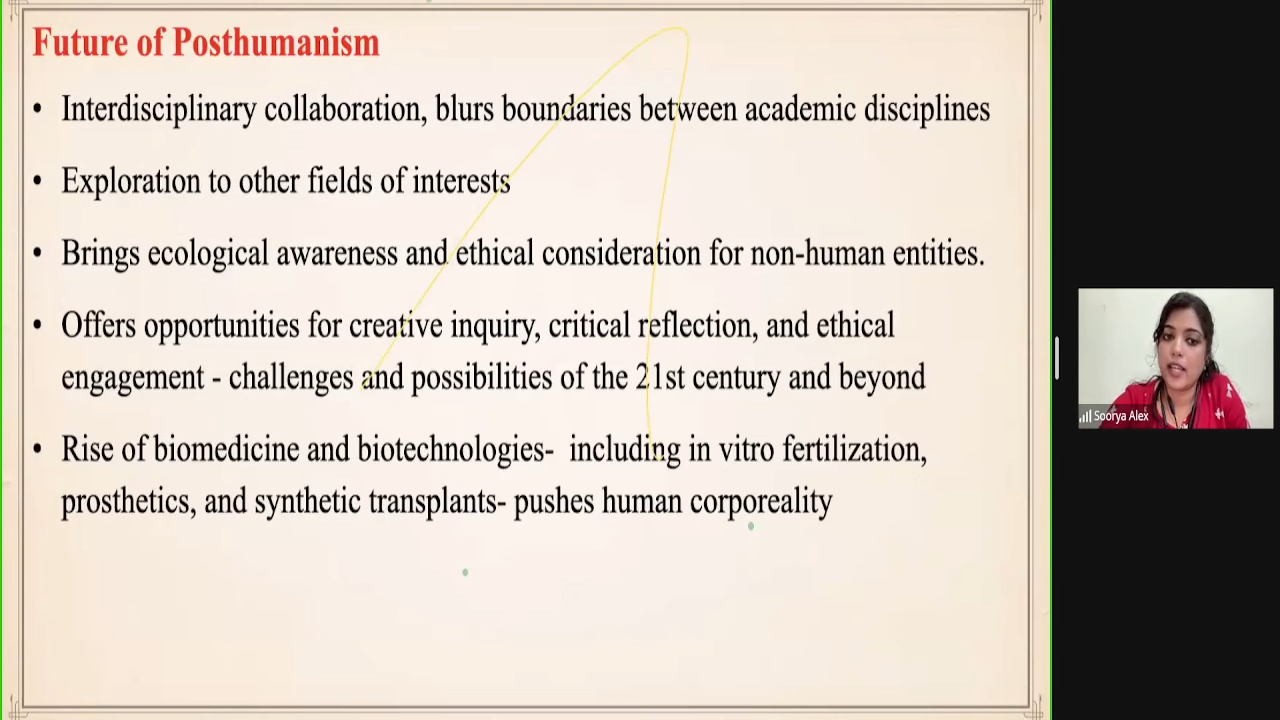 Future of Posthumanism
• Interdisciplinary collaboration, blurs boundaries between academic disciplines
• Exploration to other fields of interests
• Brings ecological awareness and ethical consideration for non-human entities.
• Offers opportunities for creative inquiry, critical reflection, and ethical
engagement - challenges and possibilities of the 21st century and beyond
• Rise of biomedicine and biotechnologies-  including in vitro fertilization,
prosthetics, and synthetic transplants- pushes human corporeality
Soorya Alex